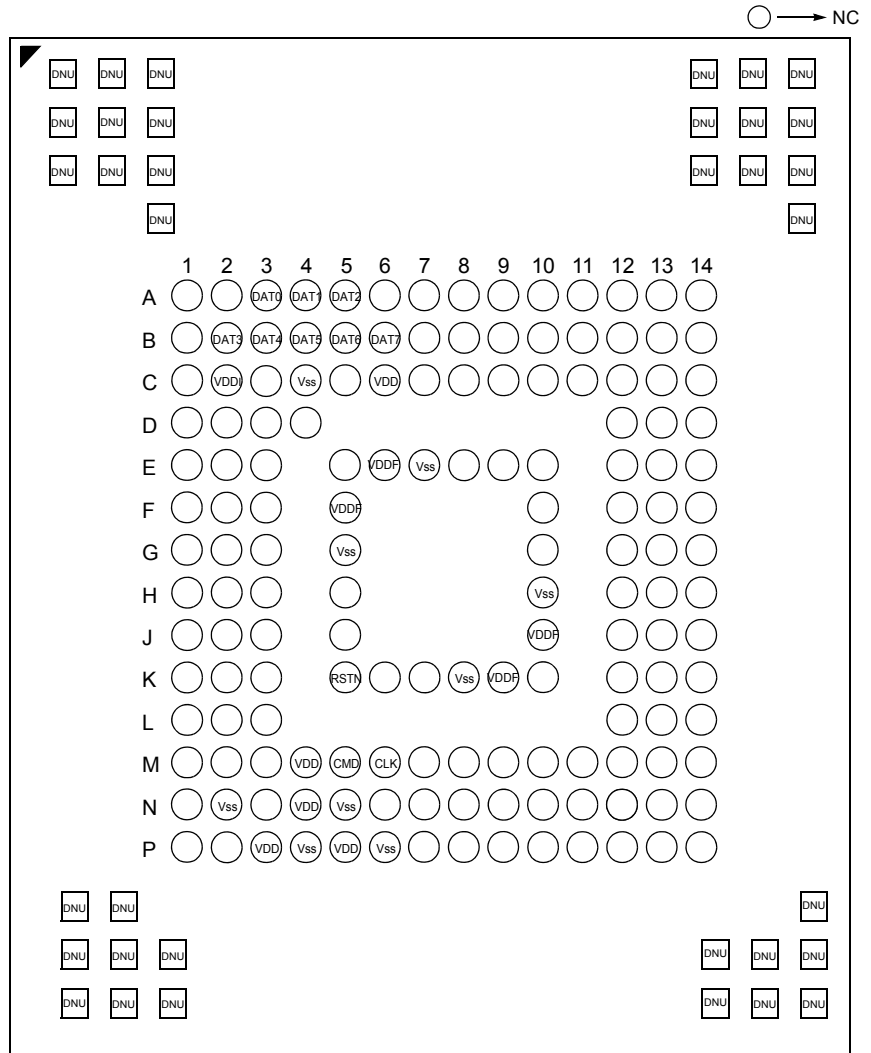 NC
DNU DNU DNU DNU DNU DNU
DNU DNU DNU DNU DNU DNU
DNU DNU DNU DNU DNU DNU
DNU DNU
1 2 3 4 5 6 7 8 9 10 11 12 13 14
A DAT0 DAT1 DAT2
B DAT3 DAT4 DAT5 DAT6 DAT7
C VDDI Vss VDD
D
E VDDF Vss
F VDDF
G Vss
H Vss
J VDDF
K RSTN Vss VDDF
L
M VDD CMD CLK
N Vss VDD Vss
P VDD Vss VDD Vss
DNU DNU DNU
DNU DNU DNU DNU DNU DNU
DNU DNU DNU DNU DNU DNU